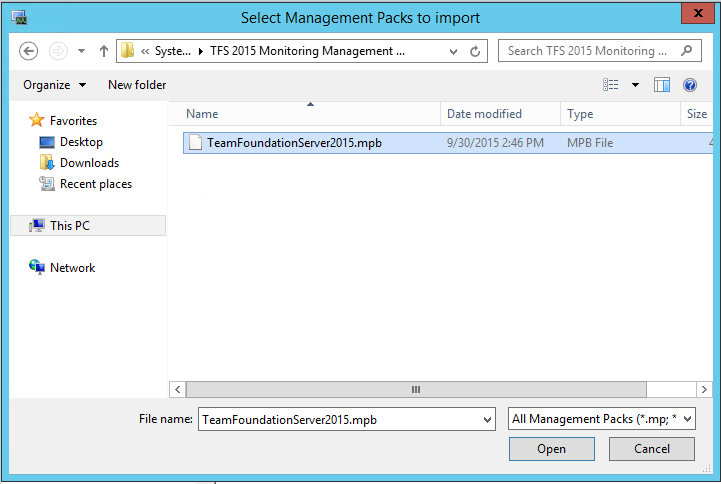 Select Management Packs to import
x
« Syste... TFS 2015 Monitoring Management ... Search TFS 2015 Monitoring ...
Organize New folder ?
Name Date modified Type Size
Favorites
Desktop
Downloads
Recent places
This PC
Network
TeamFoundationServer2015.mpb 9/30/2015 2:46 PM MPB File 4
File name: TeamFoundationServer2015.mpb All Management Packs (*.mp; *
Open Cancel